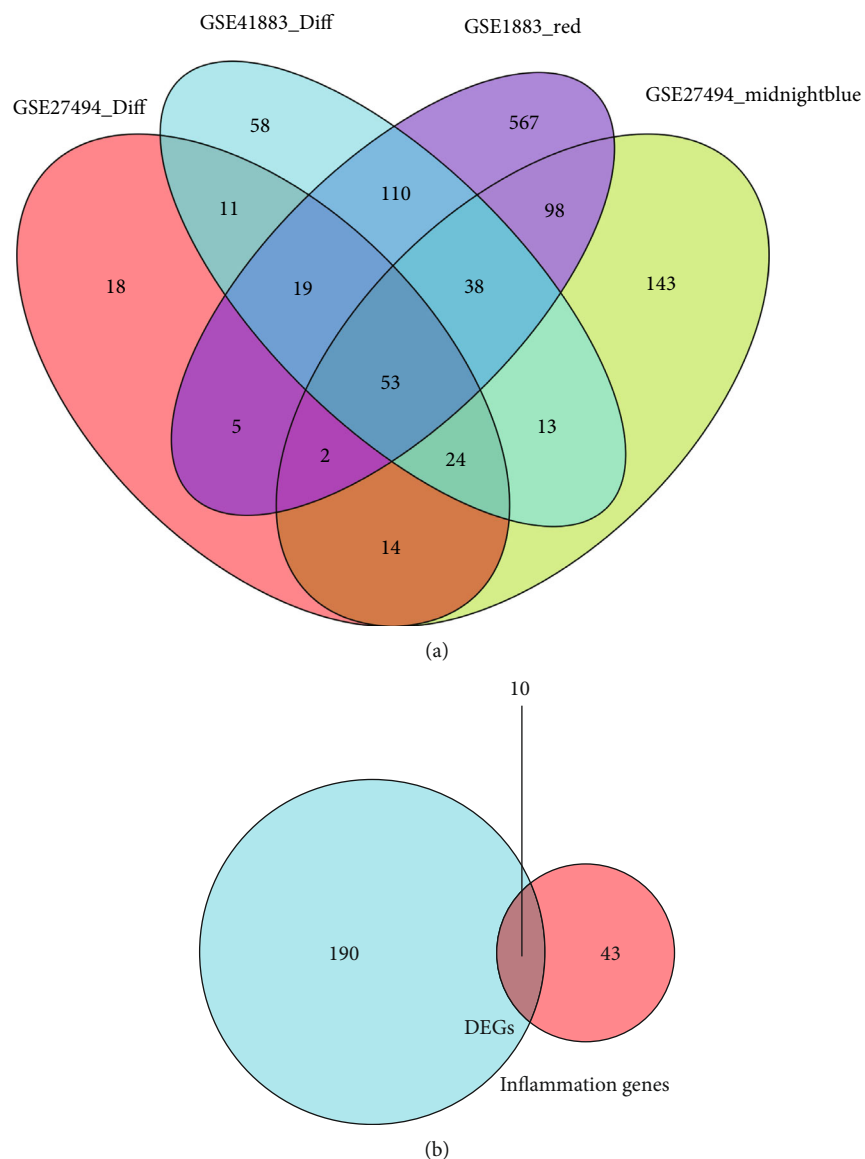 GSE41883_Diff
GSE1883_red
GSE27494_Diff
GSE27494_midnightblue
58
567
110
11
98
18
19
38
143
53
5
2
24
13
14
(a)
10
190
43
DEGs
Inflammation genes
(b)